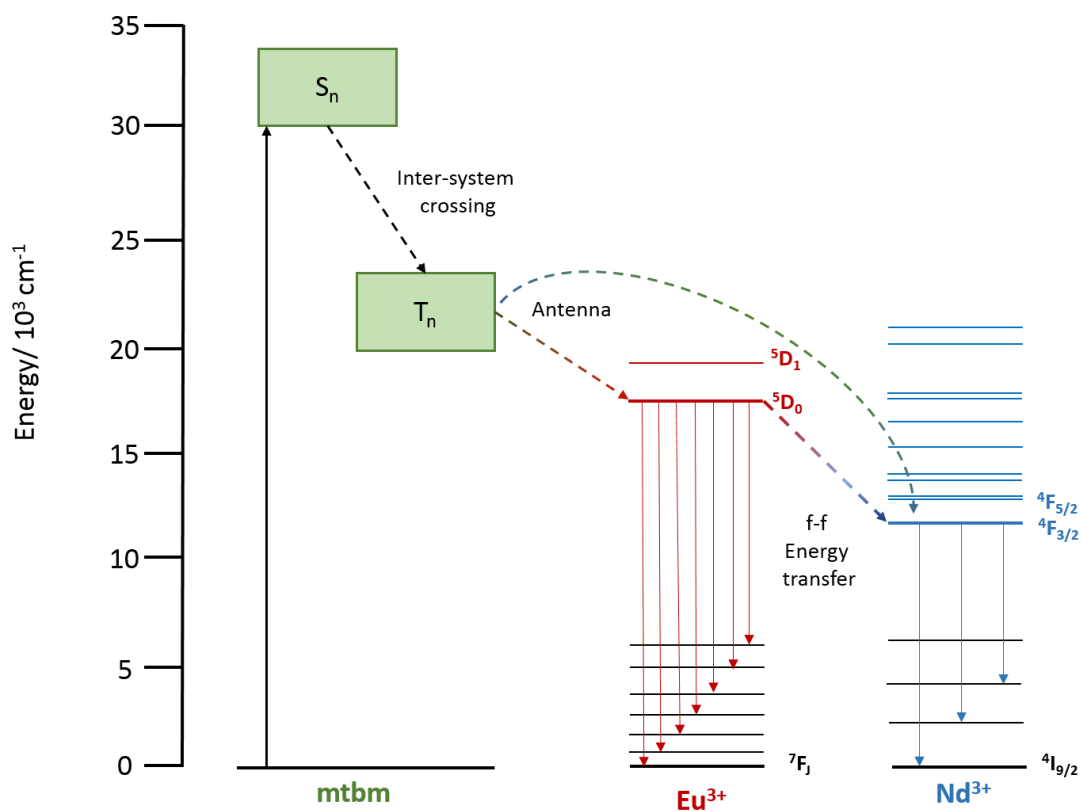 35
30
25
20
15
10
5
0
Energy/ 10³ cm⁻¹
Sₙ
Inter-system
crossing
Tₙ
Antenna
⁵D₁
⁵D₀
f-f
Energy
transfer
⁴F₅/₂
⁴F₃/₂
⁷F_J
⁴I₉/₂
mtbm
Eu³⁺
Nd³⁺